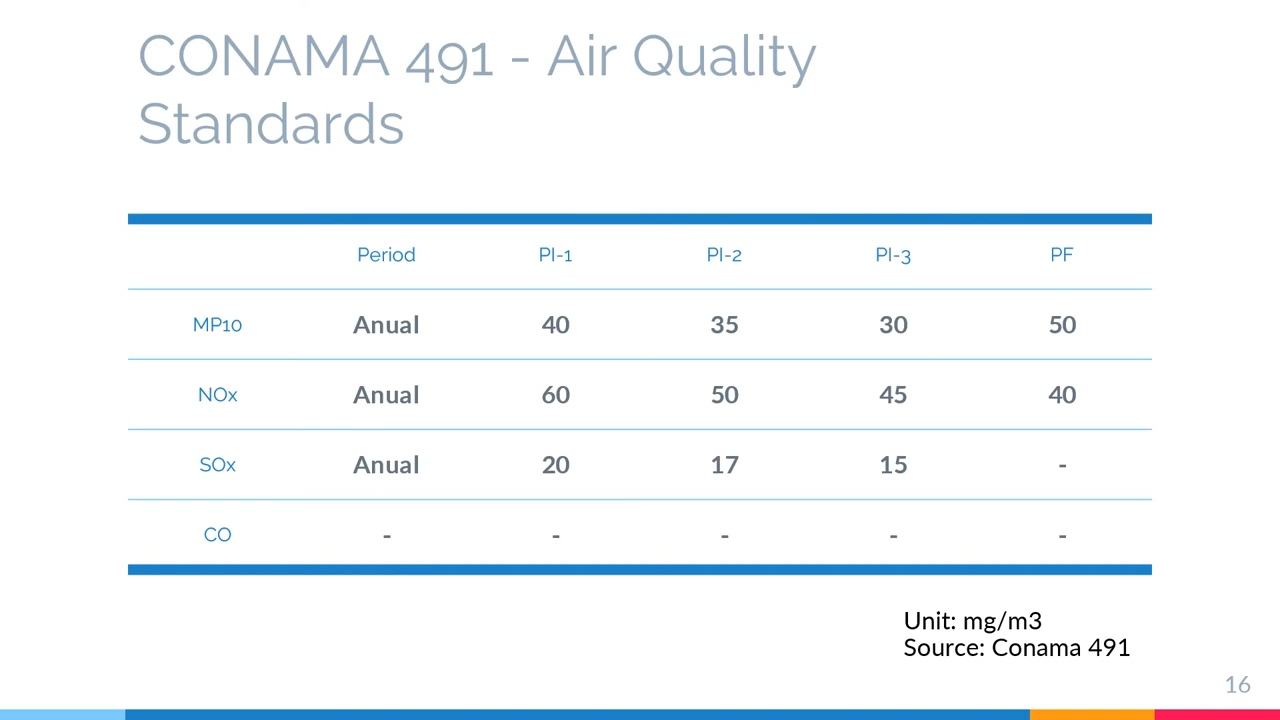 CONAMA 491 - Air Quality
Standards
Period PI-1 PI-2 PI-3 PF
MP10 Anual 40 35 30 50
NOx Anual 60 50 45 40
SOx Anual 20 17 15 -
CO - - - - -
Unit: mg/m3
Source: Conama 491
16